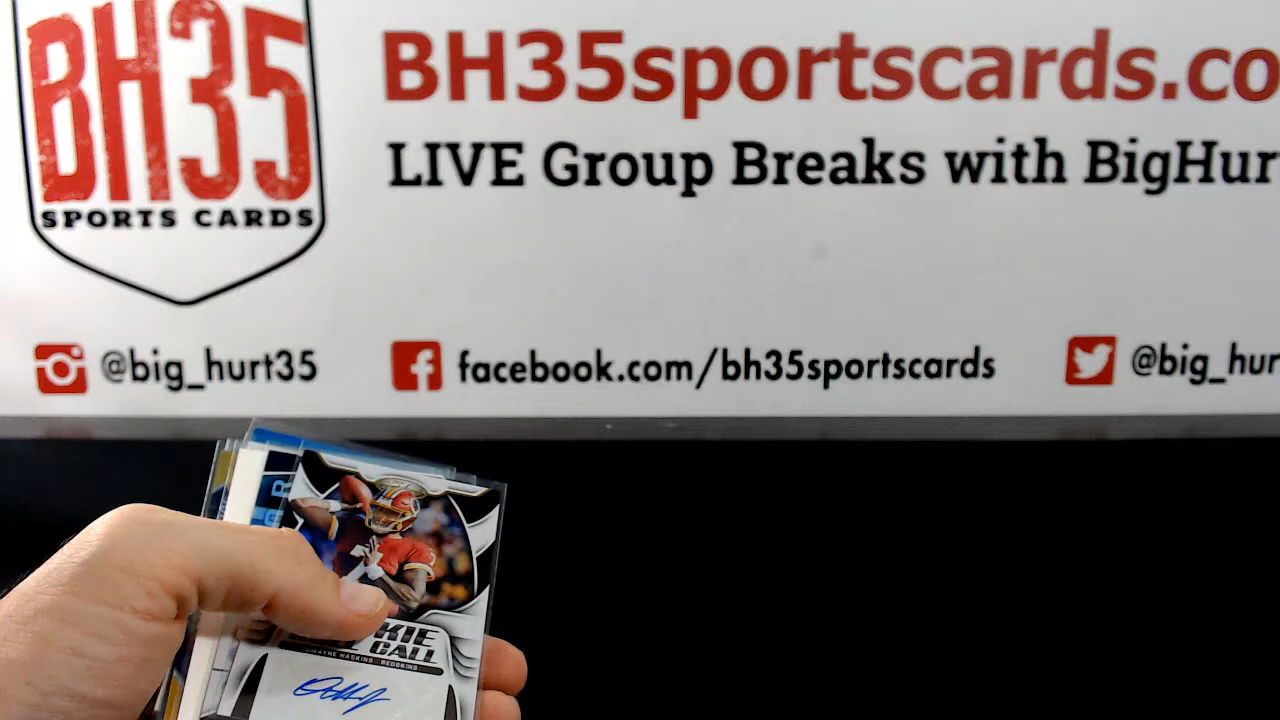 BH35
SPORTS CARDS
BH35sportscards.co
LIVE Group Breaks with BigHur
@big_hurt35
facebook.com/bh35sportscards
@big_hur
KIE
CALL
DWAYNE HASKINS REDSKINS